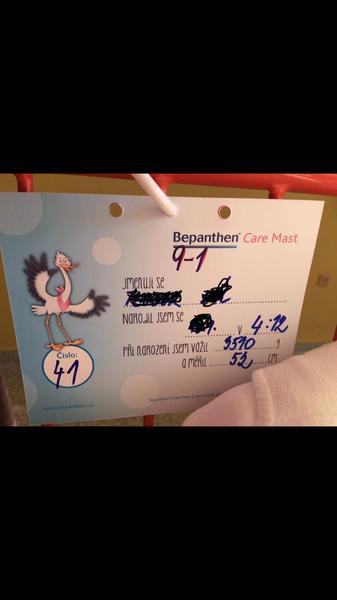 Bepanthen® Care Mast
9-1
JMENUJI SE
NARODIL JSEM SE v 4:12
PŘI NAROZENÍ JSEM VÁŽIL 3510 g
A MĚŘIL 52 CM
Číslo:
41
www.bepanthen.cz